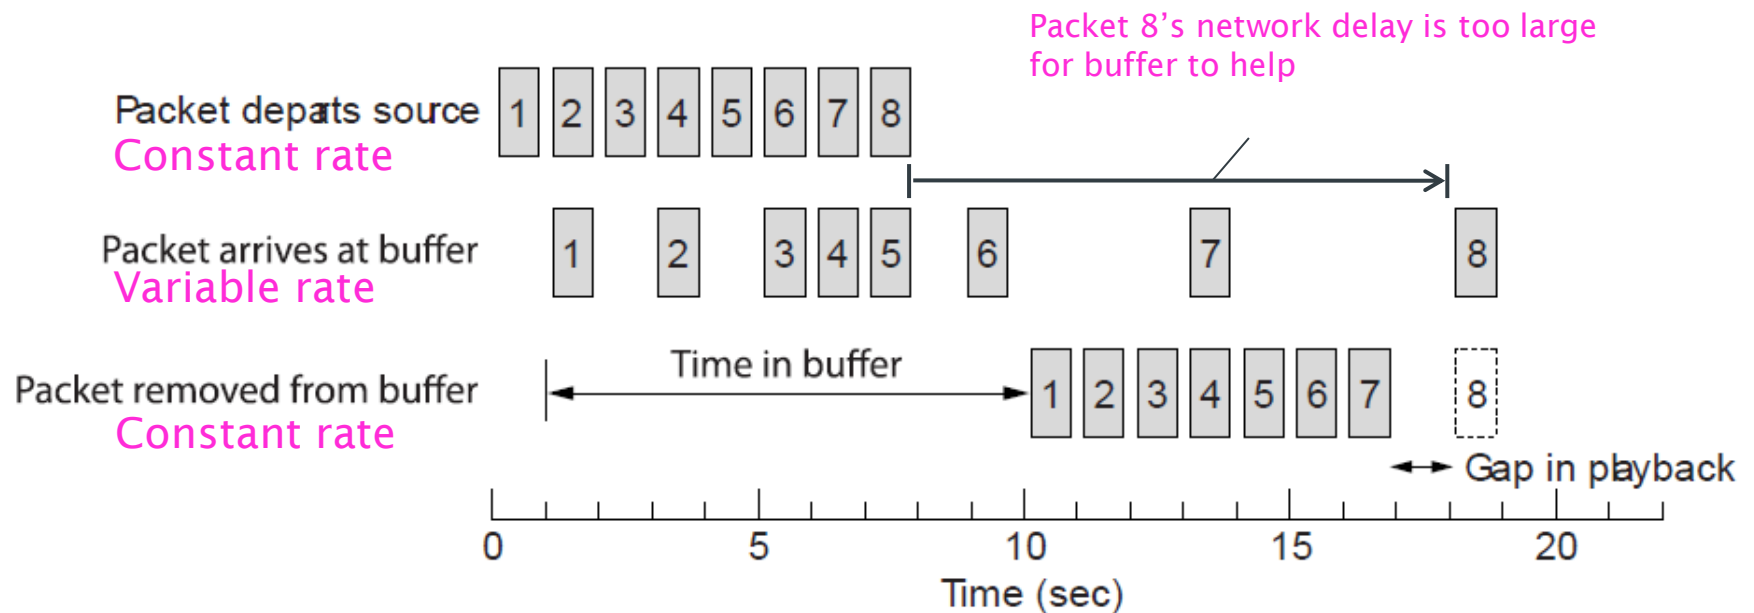 Packet 8’s network delay is too large
for buffer to help
Packet departs source 1 2 3 4 5 6 7 8
Constant rate
Packet arrives at buffer 1 2 3 4 5 6 7 8
Variable rate
Time in buffer
Packet removed from buffer 1 2 3 4 5 6 7 8
Constant rate
Gap in playback
0 5 10 15 20
Time (sec)